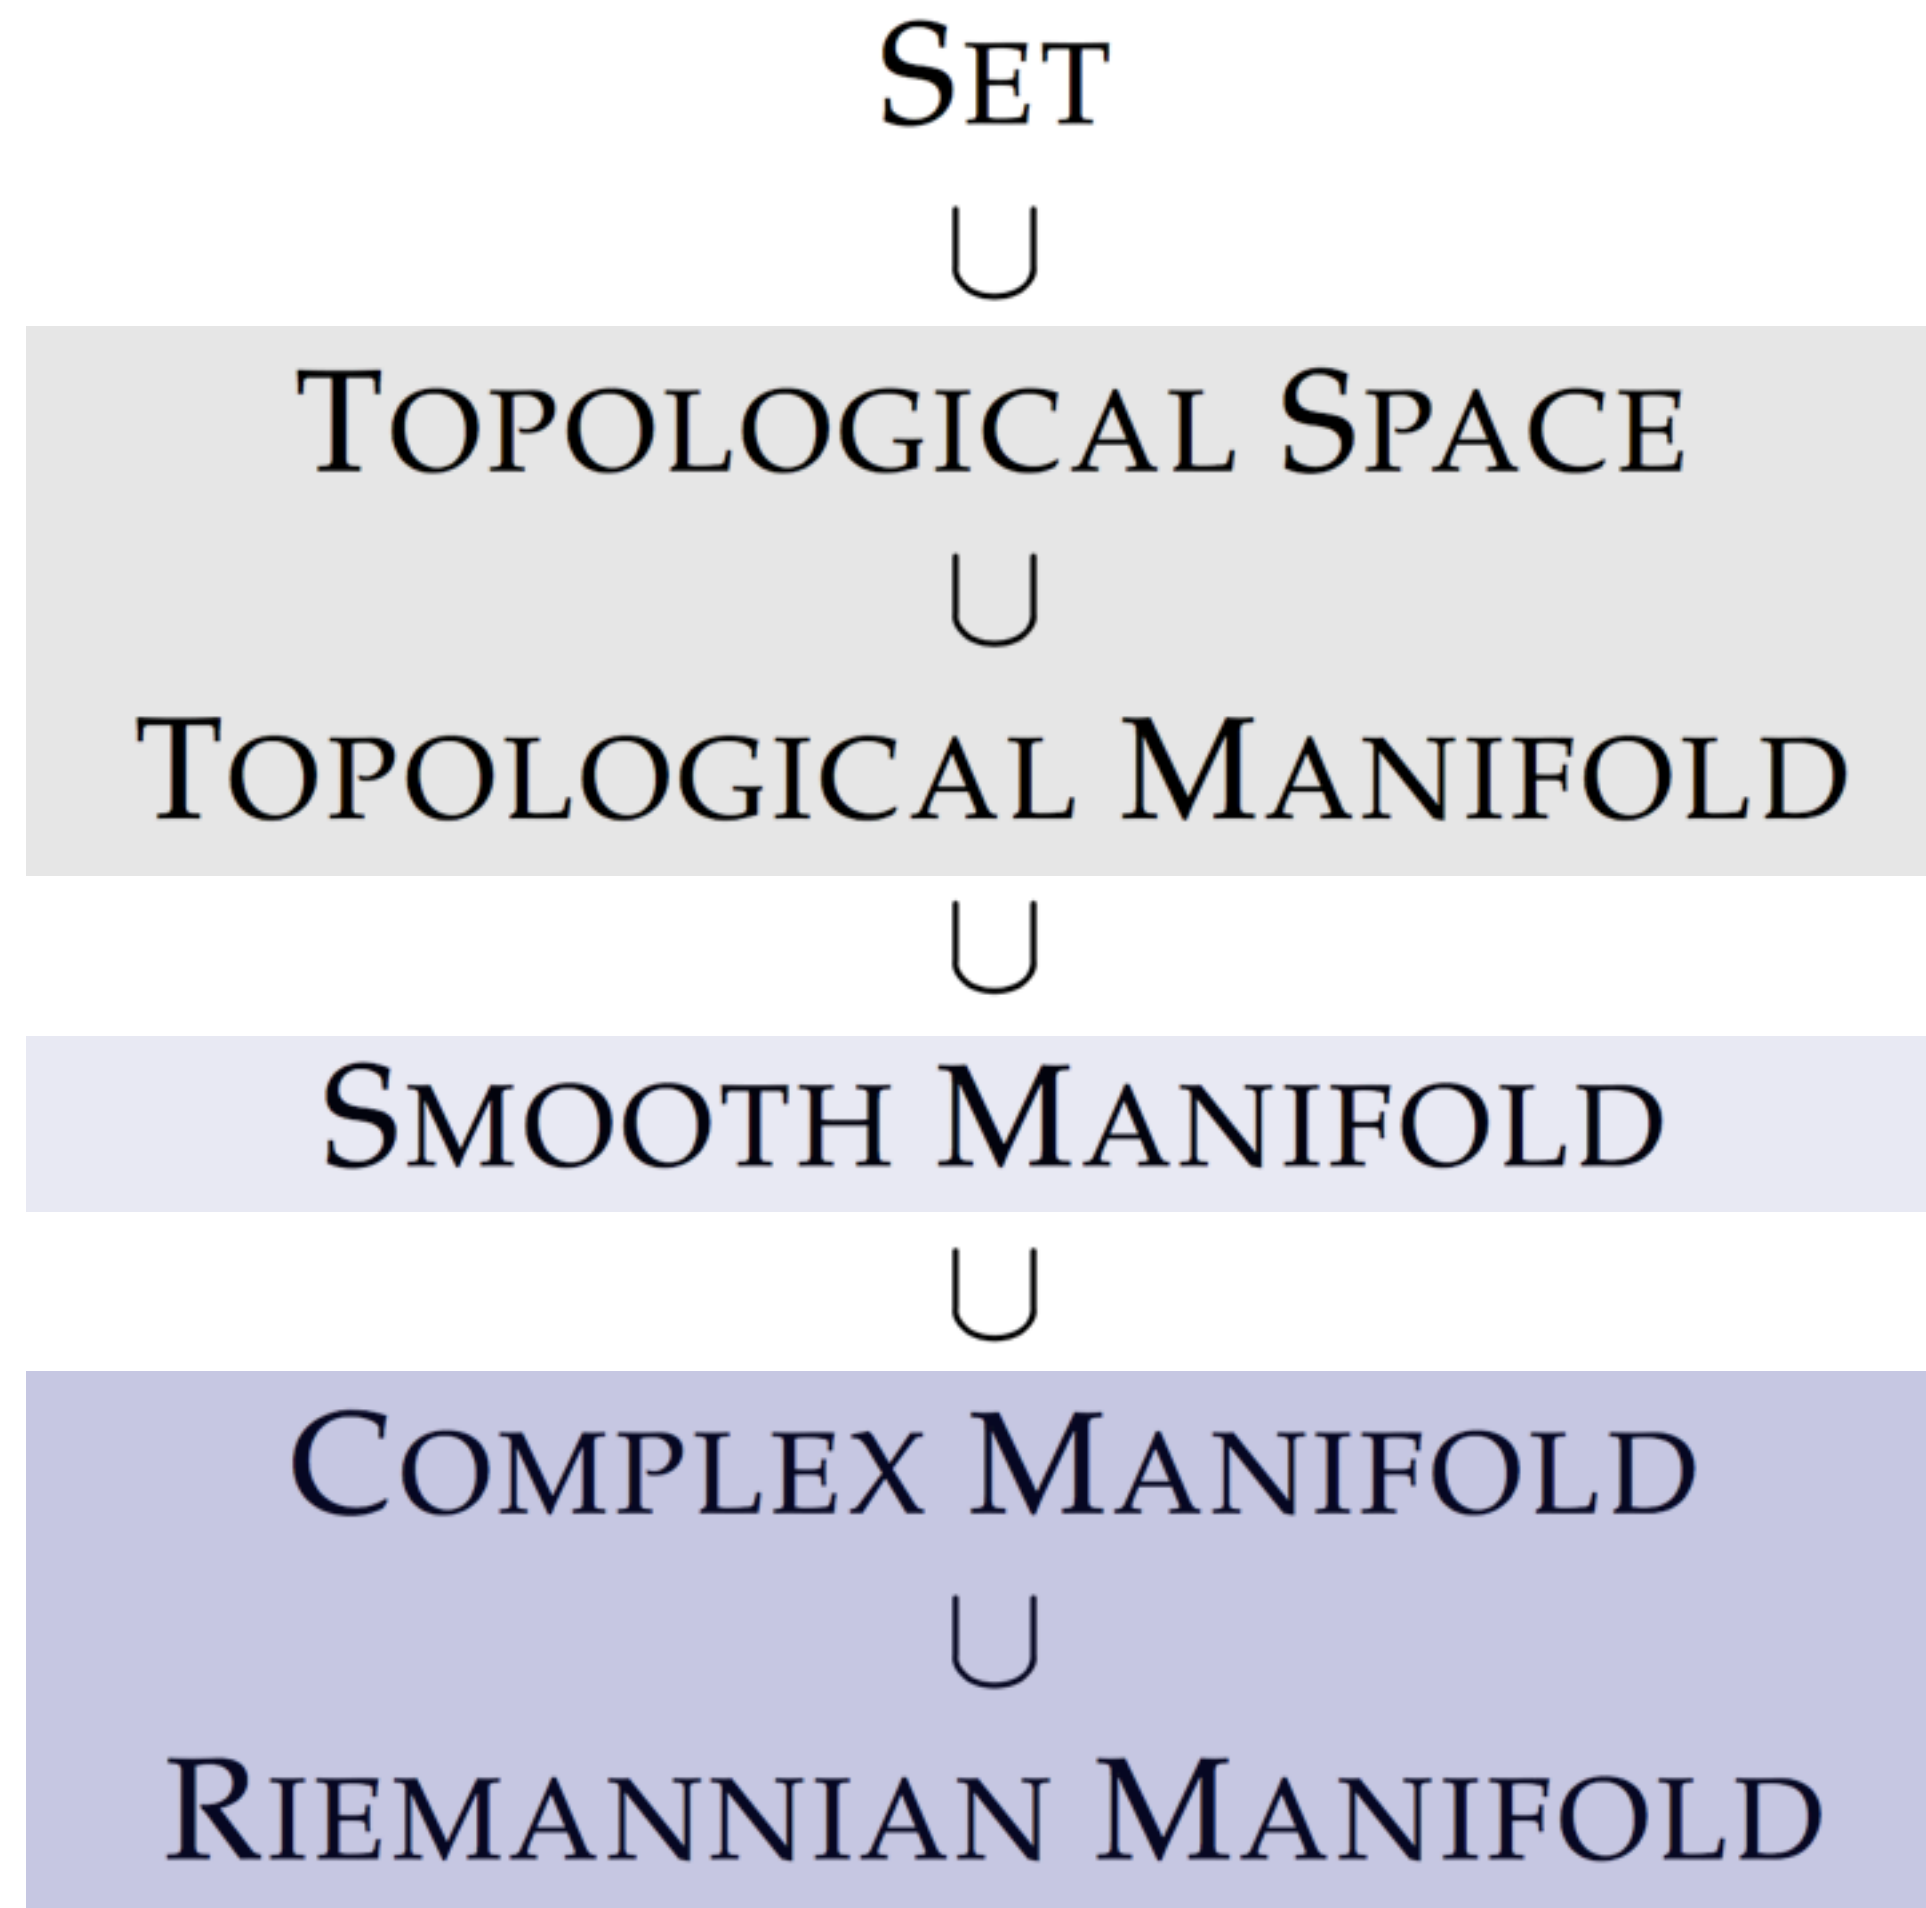 SET
∪
TOPOLOGICAL SPACE
∪
TOPOLOGICAL MANIFOLD
∪
SMOOTH MANIFOLD
∪
COMPLEX MANIFOLD
∪
RIEMANNIAN MANIFOLD